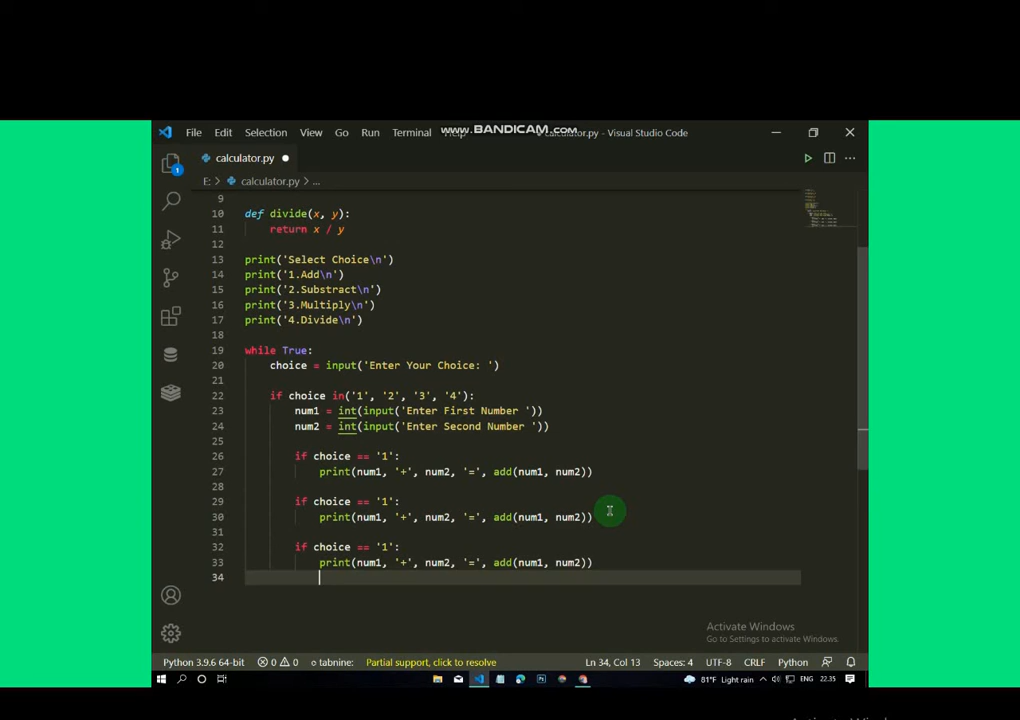 www.BANDICAM.com
File Edit Selection View Go Run Terminal calculator.py - Visual Studio Code
calculator.py
1
E: > calculator.py > ...
9
10 def divide(x, y):
11 return x / y
12
13 print('Select Choice\n')
14 print('1.Add\n')
15 print('2.Substract\n')
16 print('3.Multiply\n')
17 print('4.Divide\n')
18
19 while True:
20 choice = input('Enter Your Choice: ')
21
22 if choice in('1', '2', '3', '4'):
23 num1 = int(input('Enter First Number '))
24 num2 = int(input('Enter Second Number '))
25
26 if choice == '1':
27 print(num1, '+', num2, '=', add(num1, num2))
28
29 if choice == '1':
30 print(num1, '+', num2, '=', add(num1, num2))
31
32 if choice == '1':
33 print(num1, '+', num2, '=', add(num1, num2))
34
Activate Windows
Go to Settings to activate Windows.
Python 3.9.6 64-bit 0 0 tabnine: Partial support, click to resolve Ln 34, Col 13 Spaces: 4 UTF-8 CRLF Python
81°F Light rain ENG 22.35